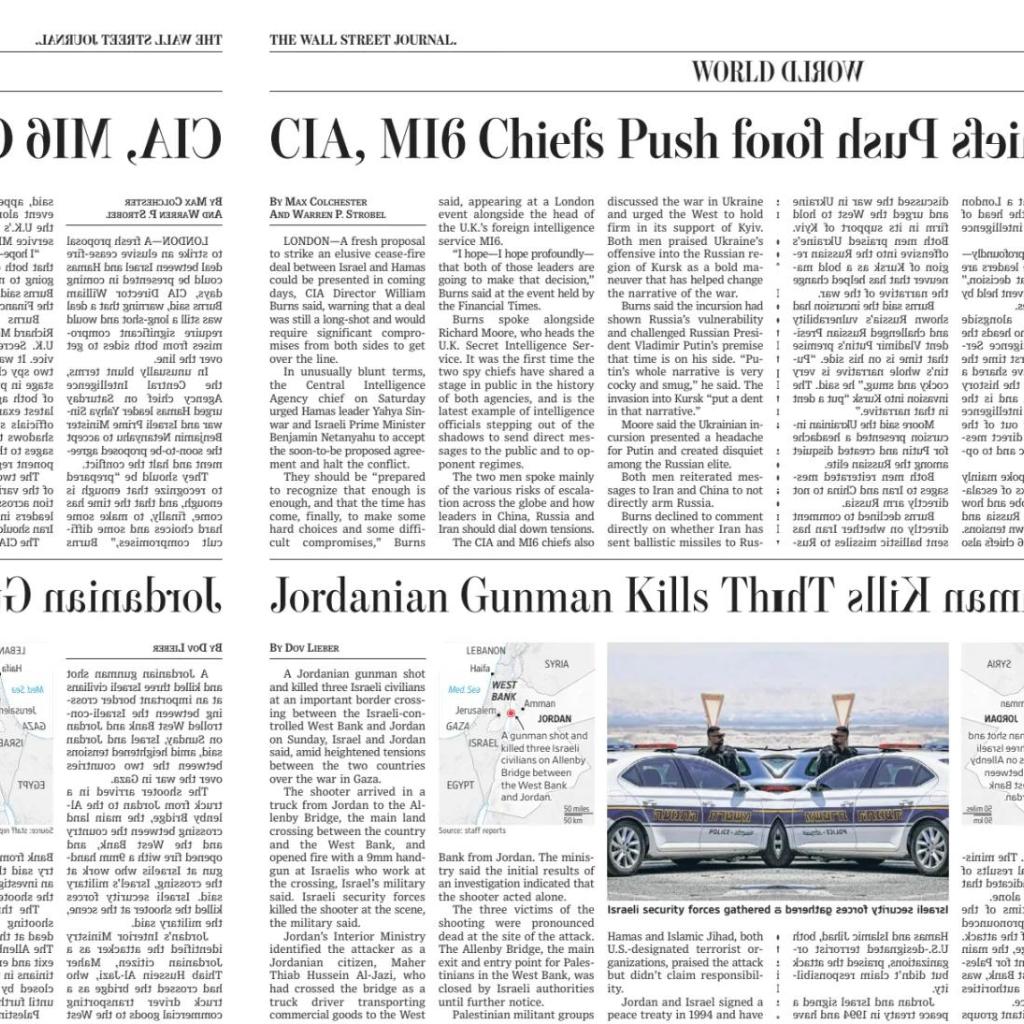 THE WALL STREET JOURNAL.
WORLD
CIA, MI6 Chiefs Push for
BY MAX COLCHESTER
AND WARREN P. STROBEL
LONDON—A fresh proposal
to strike an elusive cease-fire
deal between Israel and Hamas
could be presented in coming
days, CIA Director William
Burns said, warning that a deal
was still a long-shot and would
require significant compro-
mises from both sides to get
over the line.
In unusually blunt terms,
the Central Intelligence
Agency chief on Saturday
urged Hamas leader Yahya Sin-
war and Israeli Prime Minister
Benjamin Netanyahu to accept
the soon-to-be proposed agree-
ment and halt the conflict.
They should be “prepared
to recognize that enough is
enough, and that the time has
come, finally, to make some
hard choices and some diffi-
cult compromises,” Burns
said, appearing at a London
event alongside the head of
the U.K.’s foreign intelligence
service MI6.
“I hope—I hope profoundly—
that both of those leaders are
going to make that decision,”
Burns said at the event held by
the Financial Times.
Burns spoke alongside
Richard Moore, who heads the
U.K. Secret Intelligence Ser-
vice. It was the first time the
two spy chiefs have shared a
stage in public in the history
of both agencies, and is the
latest example of intelligence
officials stepping out of the
shadows to send direct mes-
sages to the public and to op-
ponent regimes.
The two men spoke mainly
of the various risks of escala-
tion across the globe and how
leaders in China, Russia and
Iran should dial down tensions.
The CIA and MI6 chiefs also
discussed the war in Ukraine
and urged the West to hold
firm in its support of Kyiv.
Both men praised Ukraine’s
offensive into the Russian re-
gion of Kursk as a bold ma-
neuver that has helped change
the narrative of the war.
Burns said the incursion had
shown Russia’s vulnerability
and challenged Russian Presi-
dent Vladimir Putin’s premise
that time is on his side. “Pu-
tin’s whole narrative is very
cocky and smug,” he said. The
invasion into Kursk “put a dent
in that narrative.”
Moore said the Ukrainian in-
cursion presented a headache
for Putin and created disquiet
among the Russian elite.
Both men reiterated mes-
sages to Iran and China to not
directly arm Russia.
Burns declined to comment
directly on whether Iran has
sent ballistic missiles to Rus-
Jordanian Gunman Kills Th
BY DOV LIEBER
A Jordanian gunman shot
and killed three Israeli civilians
at an important border cross-
ing between the Israeli-con-
trolled West Bank and Jordan
on Sunday, Israel and Jordan
said, amid heightened tensions
between the two countries
over the war in Gaza.
The shooter arrived in a
truck from Jordan to the Al-
lenby Bridge, the main land
crossing between the country
and the West Bank, and
opened fire with a 9mm hand-
gun at Israelis who work at
the crossing, Israel’s military
said. Israeli security forces
killed the shooter at the scene,
the military said.
Jordan’s Interior Ministry
identified the attacker as a
Jordanian citizen, Maher
Thiab Hussein Al-Jazi, who
had crossed the bridge as a
truck driver transporting
commercial goods to the West
LEBANON
Haifa
SYRIA
Med. Sea
WEST
BANK
Amman
Jerusalem
JORDAN
GAZA
ISRAEL
A gunman shot and
killed three Israeli
civilians on Allenby
Bridge between
the West Bank
and Jordan.
EGYPT
50 miles
50 km
Source: staff reports
Bank from Jordan. The minis-
try said the initial results of
an investigation indicated that
the shooter acted alone.
The three victims of the
shooting were pronounced
dead at the site of the attack.
The Allenby Bridge, the main
exit and entry point for Pales-
tinians in the West Bank, was
closed by Israeli authorities
until further notice.
Palestinian militant groups
POLICE
Israeli security forces gathered
Hamas and Islamic Jihad, both
U.S.-designated terrorist or-
ganizations, praised the attack
but didn’t claim responsibil-
ity.
Jordan and Israel signed a
peace treaty in 1994 and have